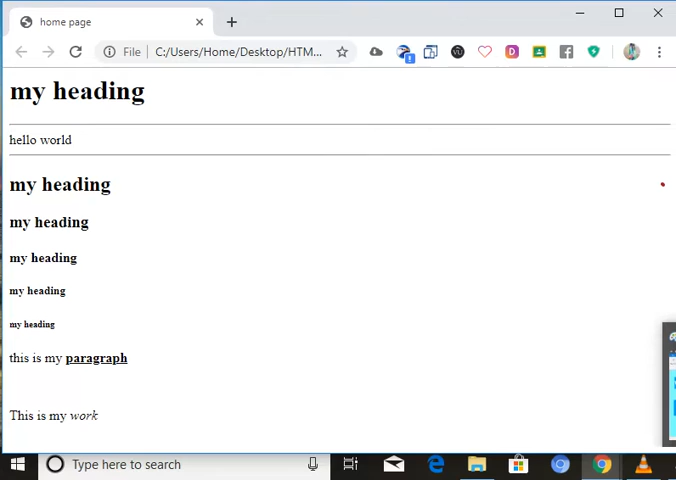 home page
File
C:/Users/Home/Desktop/HTM...
my heading
hello world
my heading
my heading
my heading
my heading
my heading
this is my paragraph
This is my work
Type here to search